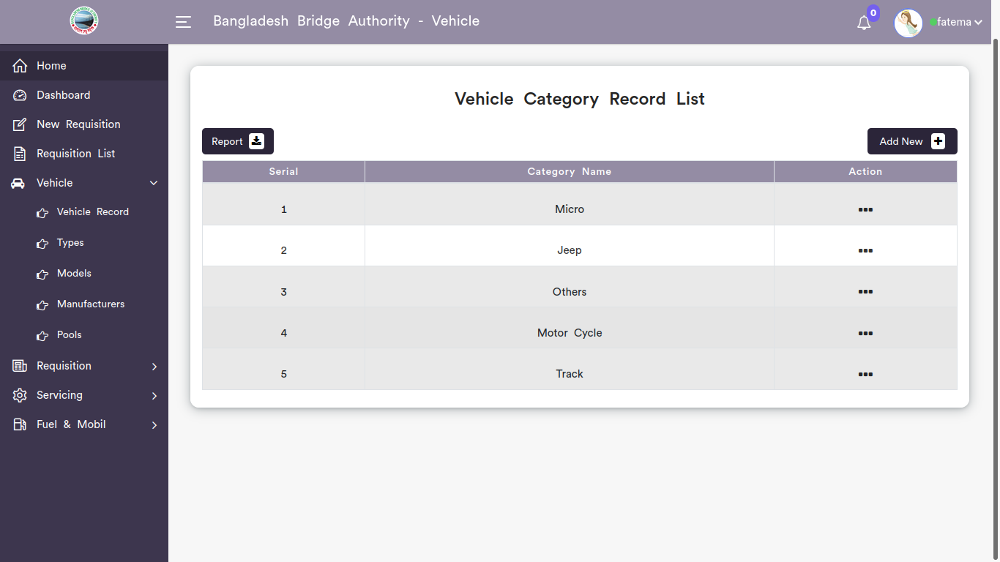 Bangladesh Bridge Authority - Vehicle
0
fatema
Home
Dashboard
New Requisition
Requisition List
Vehicle
Vehicle Record
Types
Models
Manufacturers
Pools
Requisition
Servicing
Fuel & Mobil
Vehicle Category Record List
Report
Add New
Serial Category Name Action
1 Micro
2 Jeep
3 Others
4 Motor Cycle
5 Track